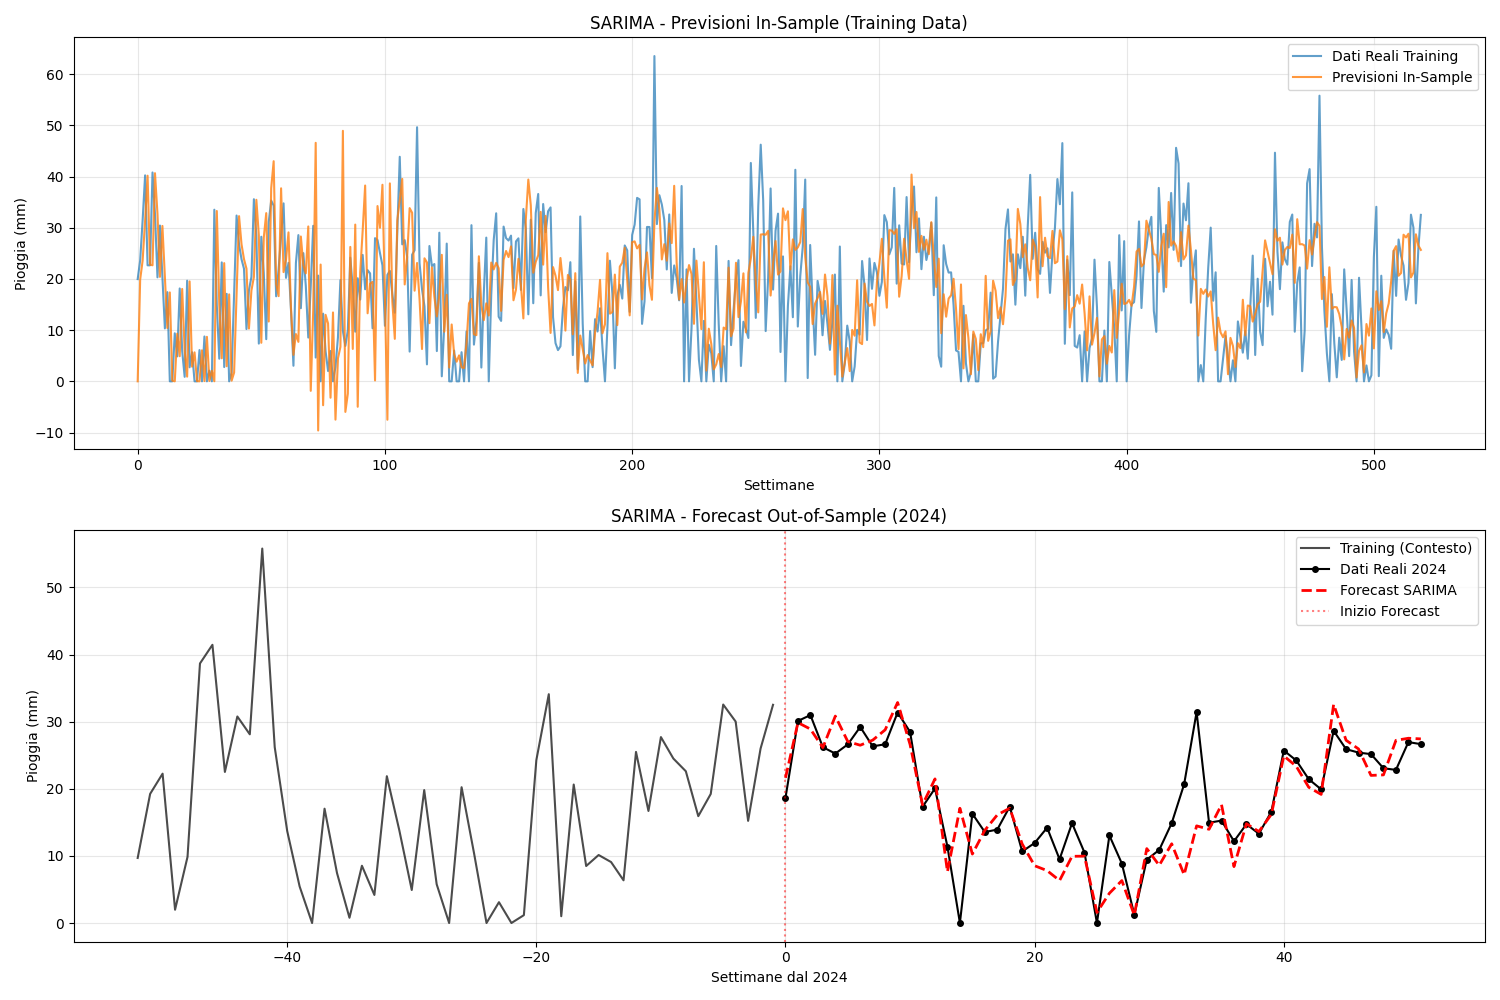 SARIMA - Previsioni In-Sample (Training Data)
Dati Reali Training
Previsioni In-Sample
Pioggia (mm)
60
50
40
30
20
10
0
−10
0 100 200 300 400 500
Settimane
SARIMA - Forecast Out-of-Sample (2024)
Training (Contesto)
Dati Reali 2024
Forecast SARIMA
Inizio Forecast
Pioggia (mm)
50
40
30
20
10
0
−40 −20 0 20 40
Settimane dal 2024